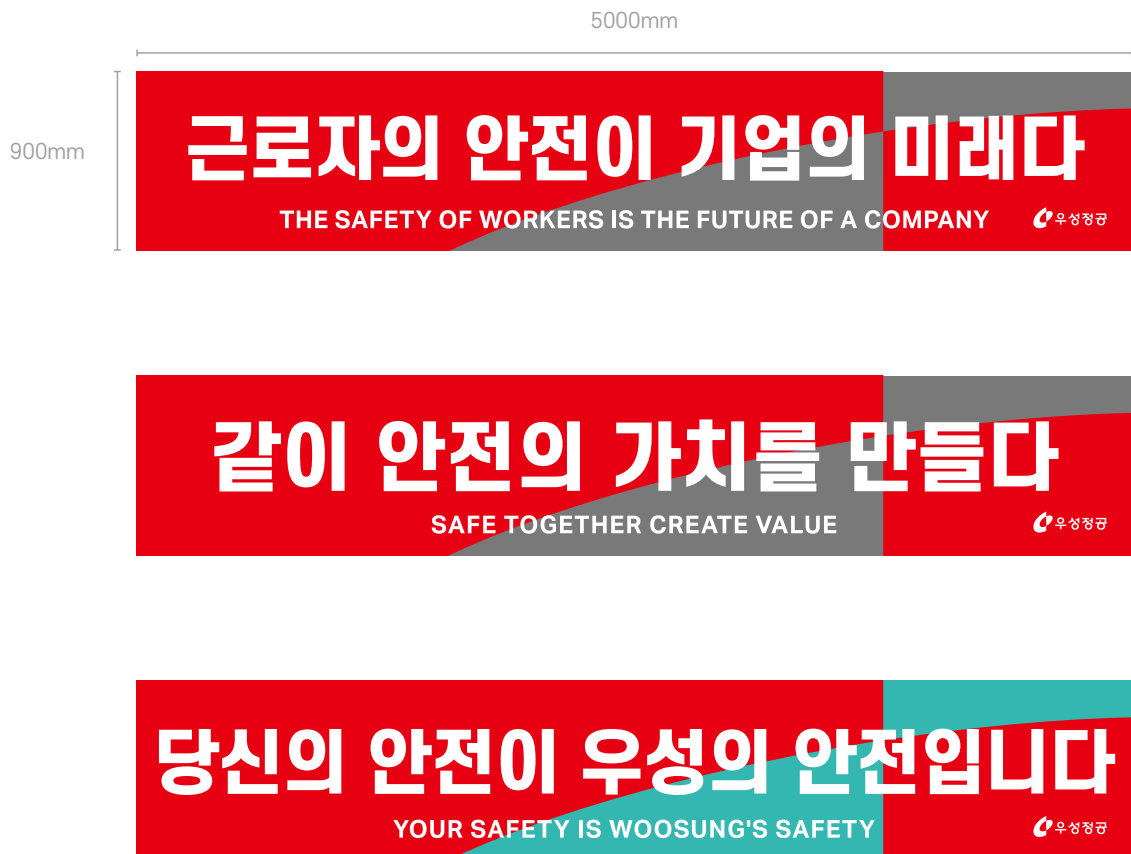 5000mm
900mm
근로자의 안전이 기업의 미래다
THE SAFETY OF WORKERS IS THE FUTURE OF A COMPANY
우성정공
같이 안전의 가치를 만들다
SAFE TOGETHER CREATE VALUE
우성정공
당신의 안전이 우성의 안전입니다
YOUR SAFETY IS WOOSUNG'S SAFETY
우성정공